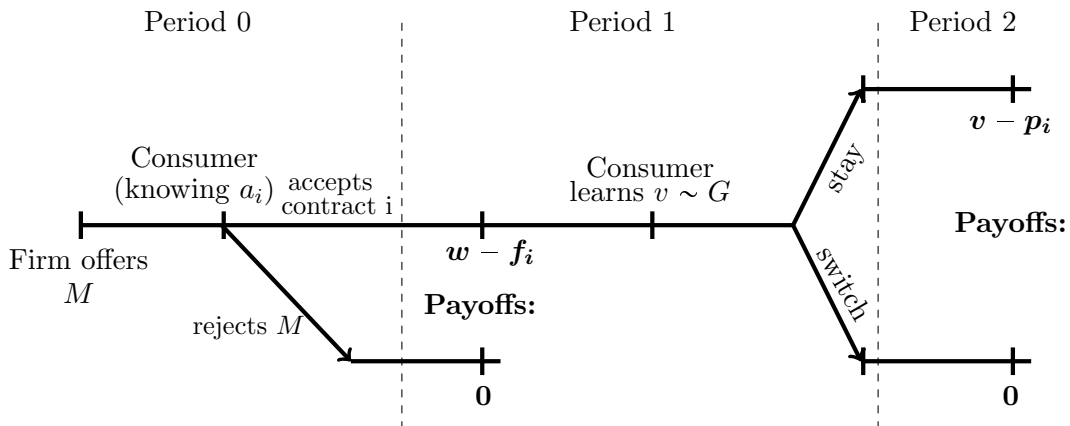 Period 0
Period 1
Period 2
v − p_i
stay
Consumer
(knowing a_i)
accepts
contract i
Consumer
learns v ∼ G
Payoffs:
Firm offers
M
w − f_i
Payoffs:
rejects M
switch
0
0